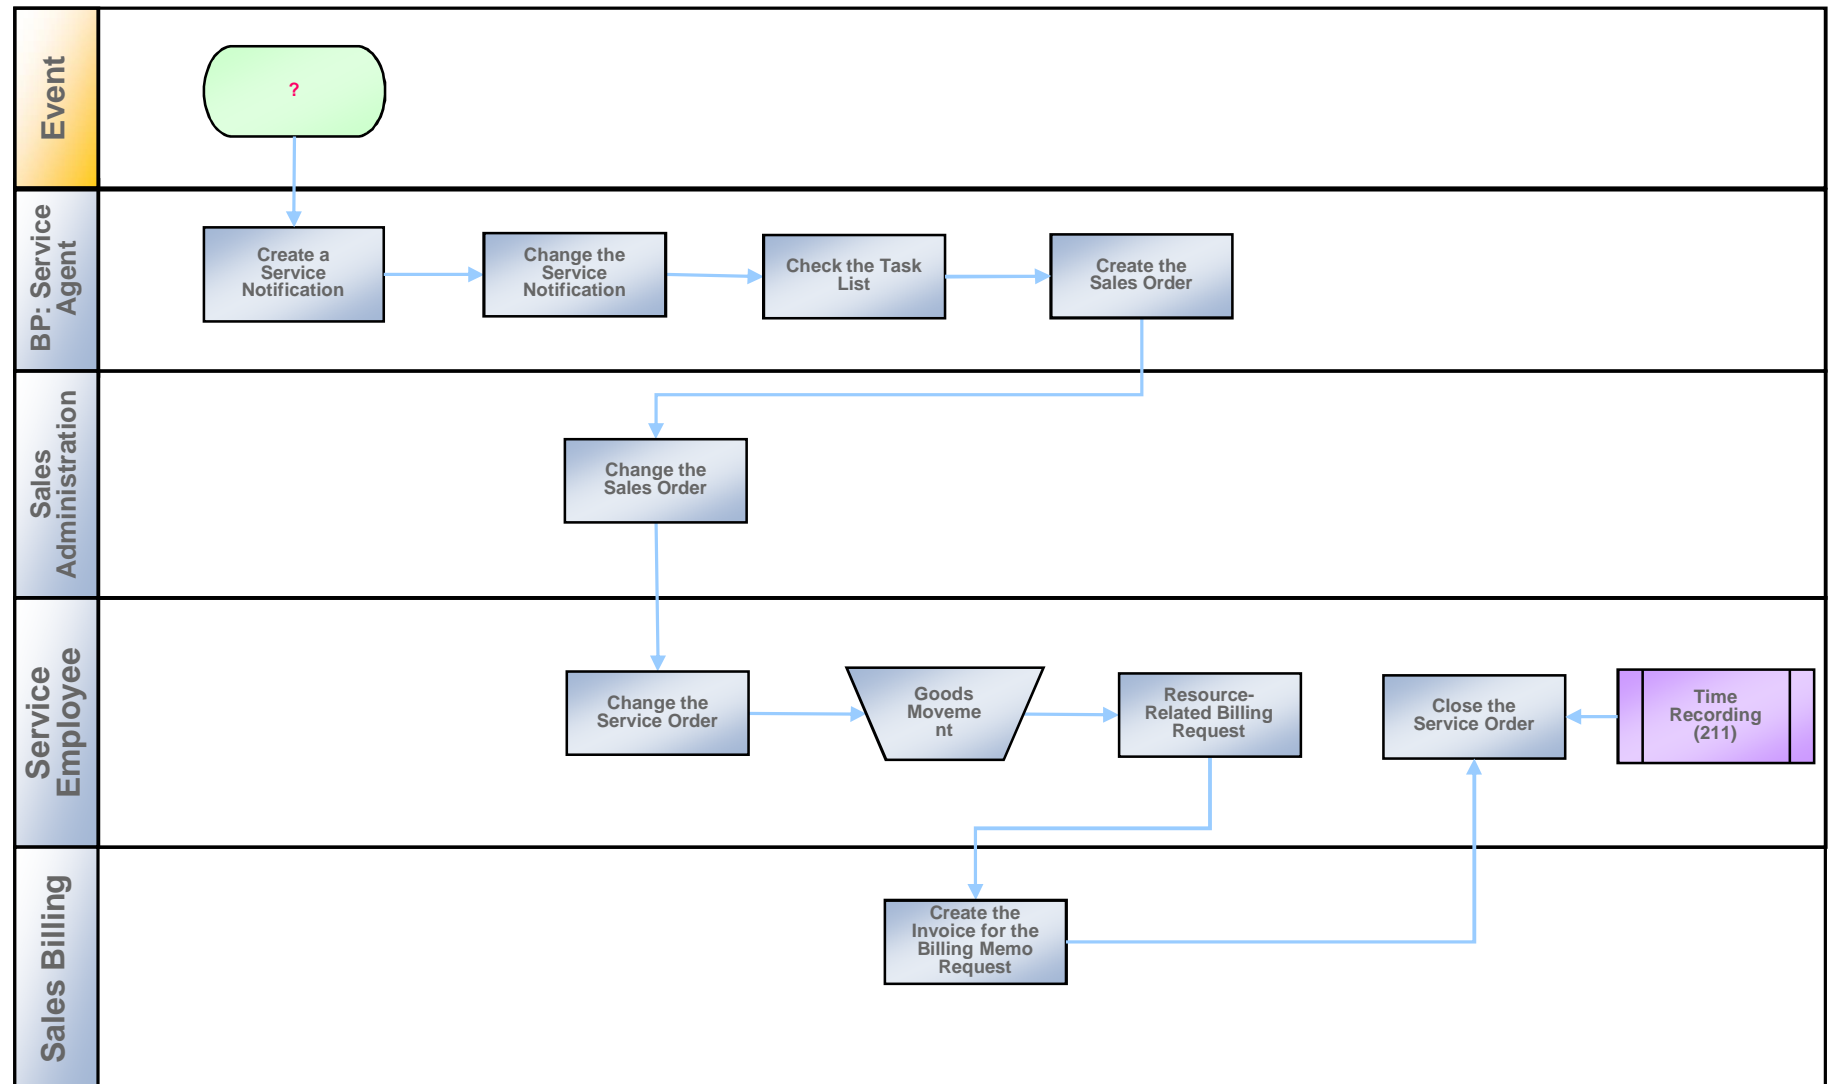 Event
?
BP: Service
Agent
Create a
Service
Notification
Change the
Service
Notification
Check the Task
List
Create the
Sales Order
Sales
Administration
Change the
Sales Order
Service
Employee
Change the
Service Order
Goods
Moveme
nt
Resource-
Related Billing
Request
Close the
Service Order
Time
Recording
(211)
Sales Billing
Create the
Invoice for the
Billing Memo
Request